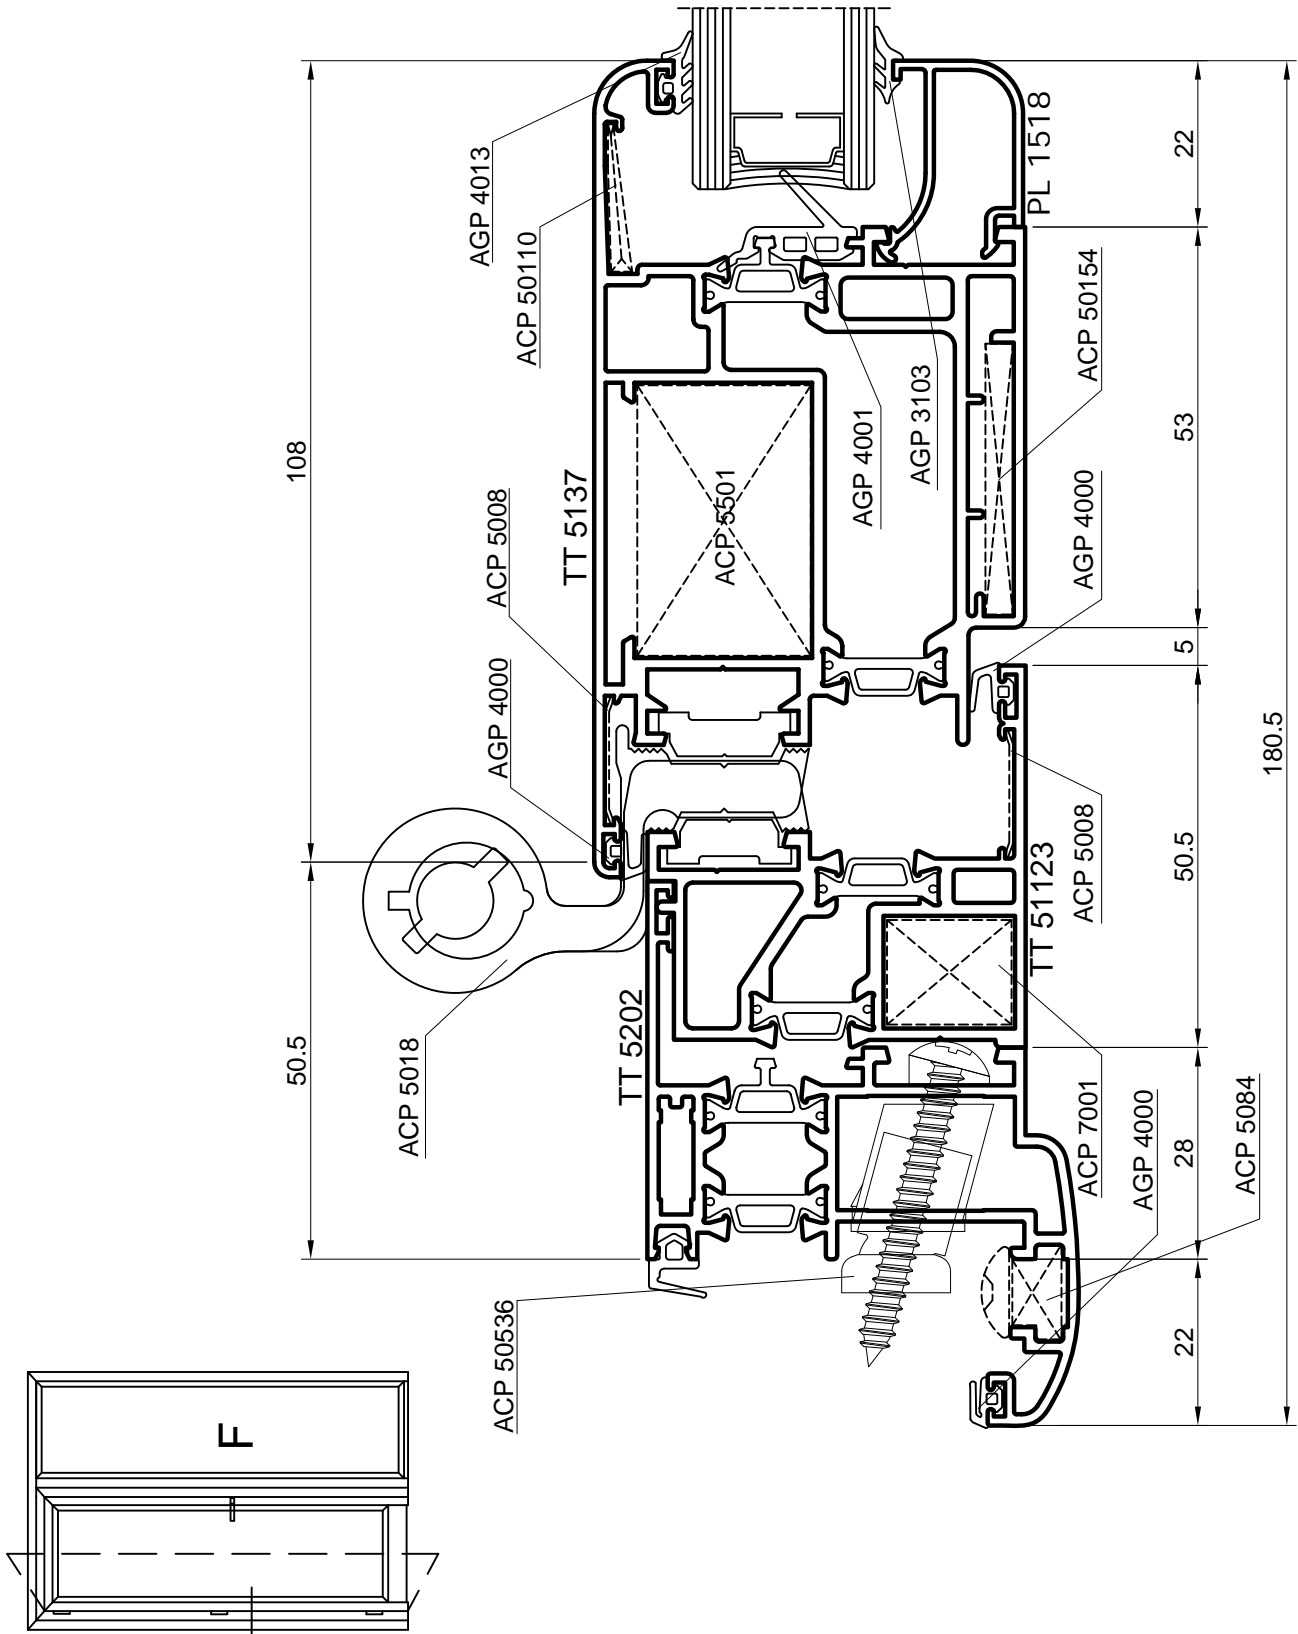 AGP 4013
ACP 50110
108
TT 5137
ACP 5008
AGP 4000
50.5
ACP 5018
TT 5202
ACP 50536
ACP 5501
AGP 4001
AGP 3103
PL 1518
ACP 50154
AGP 4000
ACP 5008
TT 51123
ACP 7001
AGP 4000
ACP 5084
22
53
5
50.5
28
22
180.5
F